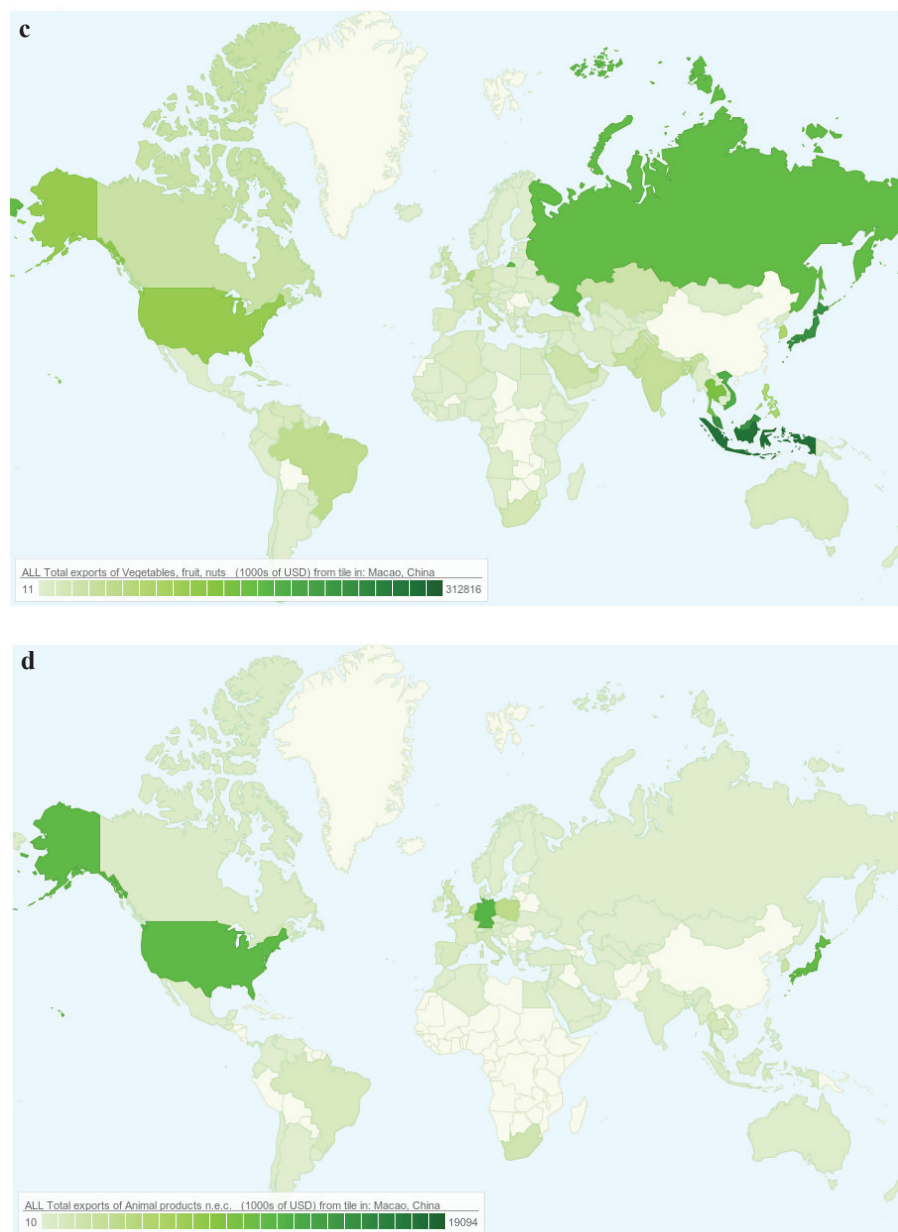 c
ALL Total exports of Vegetables, fruit, nuts (1000s of USD) from tile in: Macao, China
11 312816
d
ALL Total exports of Animal products n.e.c. (1000s of USD) from tile in: Macao, China
10 19094